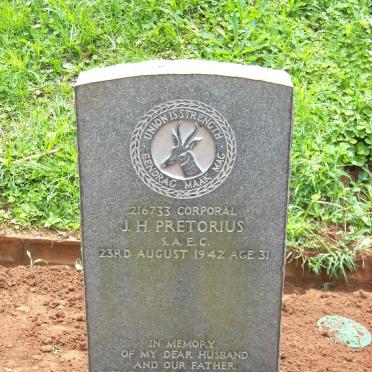 UNION IS STRENGTH
EENDRAG MAAK MAG
216733 CORPORAL
J. H. PRETORIUS
S.A.E.C.
23RD AUGUST 1942 AGE 31
IN MEMORY
OF MY DEAR HUSBAND
AND OUR FATHER.